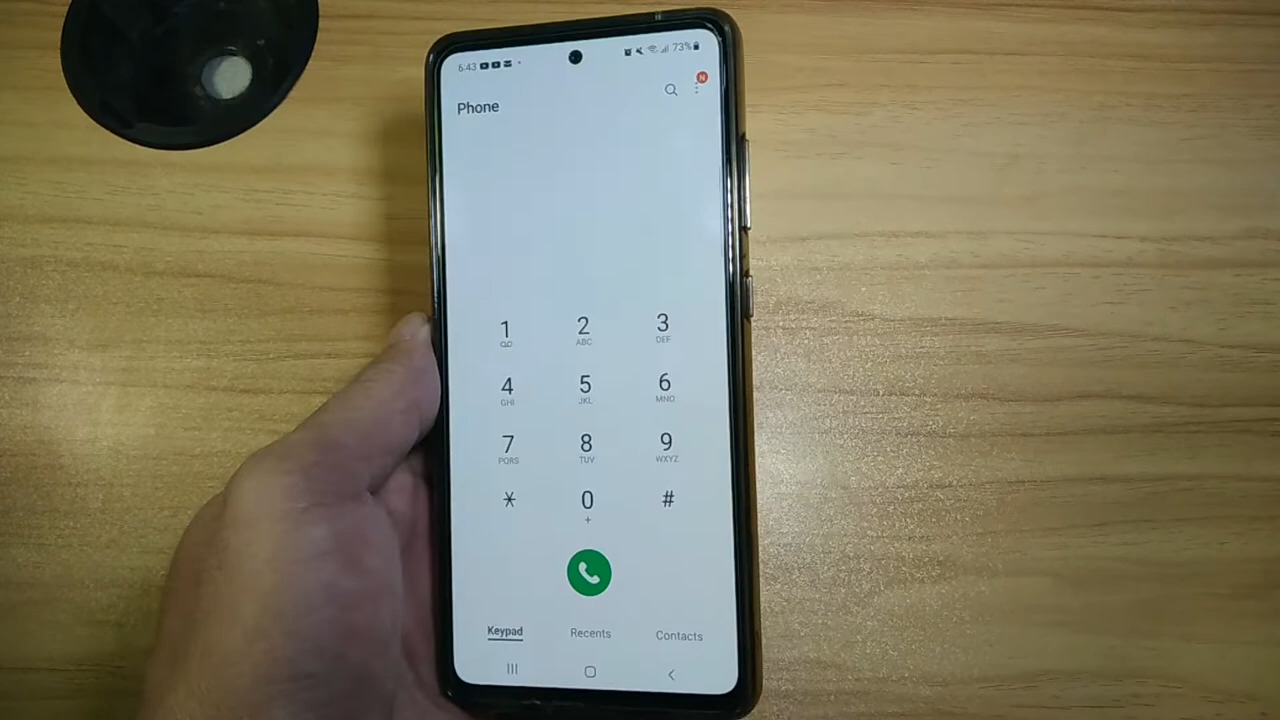 6:43 73%
N
Phone
1 2 3
ABC DEF
4 5 6
GHI JKL MNO
7 8 9
PQRS TUV WXYZ
* 0 #
+
Keypad Recents Contacts